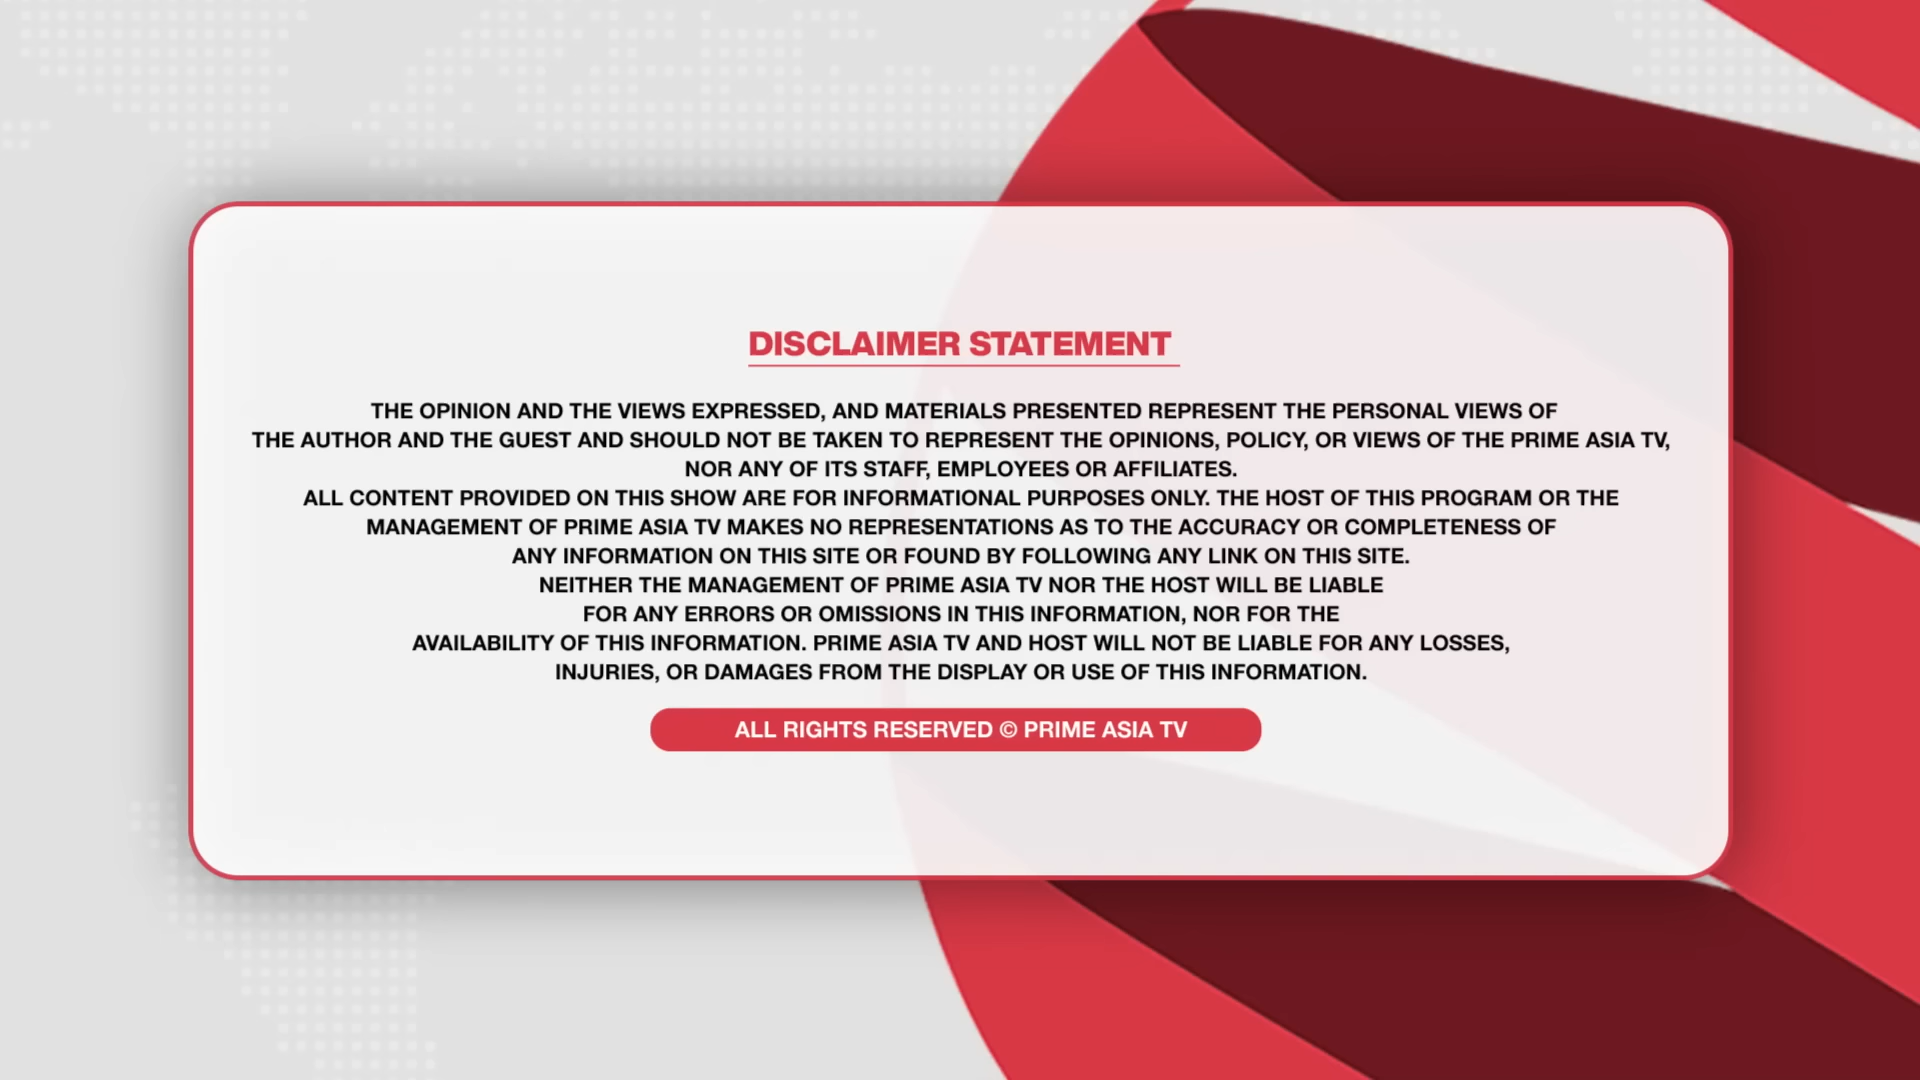 DISCLAIMER STATEMENT
THE OPINION AND THE VIEWS EXPRESSED, AND MATERIALS PRESENTED REPRESENT THE PERSONAL VIEWS OF
THE AUTHOR AND THE GUEST AND SHOULD NOT BE TAKEN TO REPRESENT THE OPINIONS, POLICY, OR VIEWS OF THE PRIME ASIA TV,
NOR ANY OF ITS STAFF, EMPLOYEES OR AFFILIATES.
ALL CONTENT PROVIDED ON THIS SHOW ARE FOR INFORMATIONAL PURPOSES ONLY. THE HOST OF THIS PROGRAM OR THE
MANAGEMENT OF PRIME ASIA TV MAKES NO REPRESENTATIONS AS TO THE ACCURACY OR COMPLETENESS OF
ANY INFORMATION ON THIS SITE OR FOUND BY FOLLOWING ANY LINK ON THIS SITE.
NEITHER THE MANAGEMENT OF PRIME ASIA TV NOR THE HOST WILL BE LIABLE
FOR ANY ERRORS OR OMISSIONS IN THIS INFORMATION, NOR FOR THE
AVAILABILITY OF THIS INFORMATION. PRIME ASIA TV AND HOST WILL NOT BE LIABLE FOR ANY LOSSES,
INJURIES, OR DAMAGES FROM THE DISPLAY OR USE OF THIS INFORMATION.
ALL RIGHTS RESERVED © PRIME ASIA TV